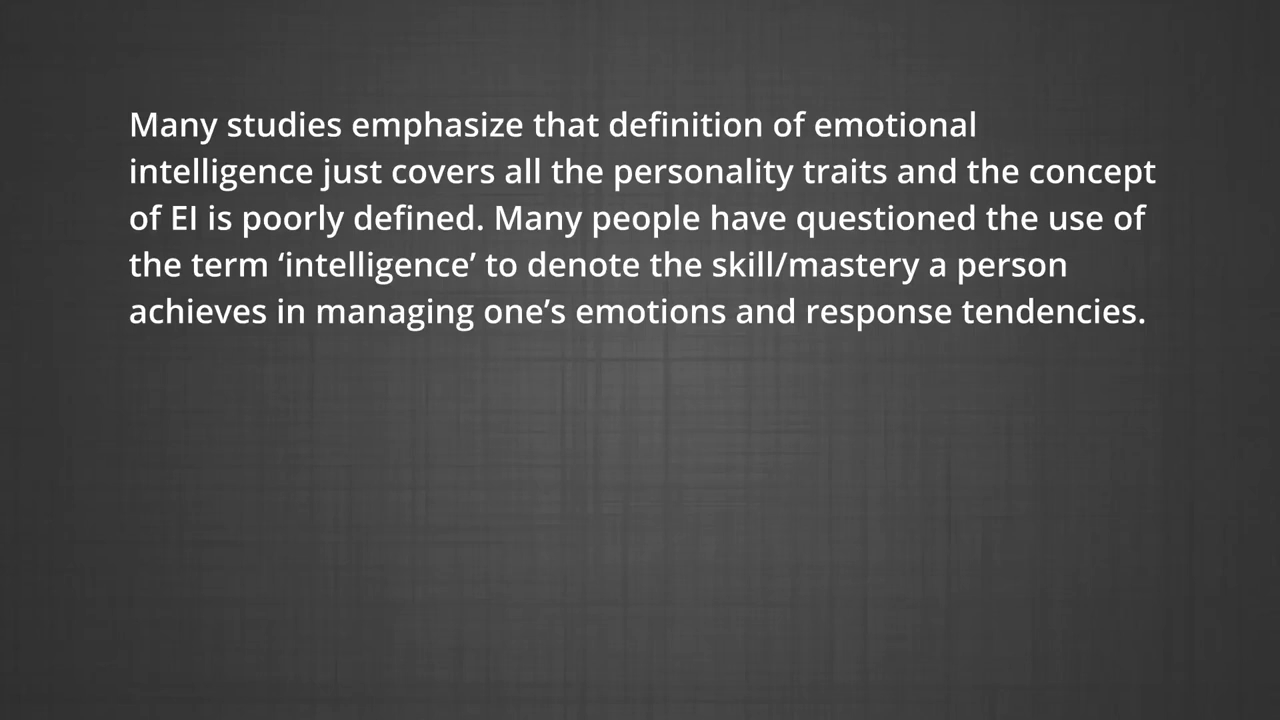 Many studies emphasize that definition of emotional
intelligence just covers all the personality traits and the concept
of EI is poorly defined. Many people have questioned the use of
the term ‘intelligence’ to denote the skill/mastery a person
achieves in managing one’s emotions and response tendencies.